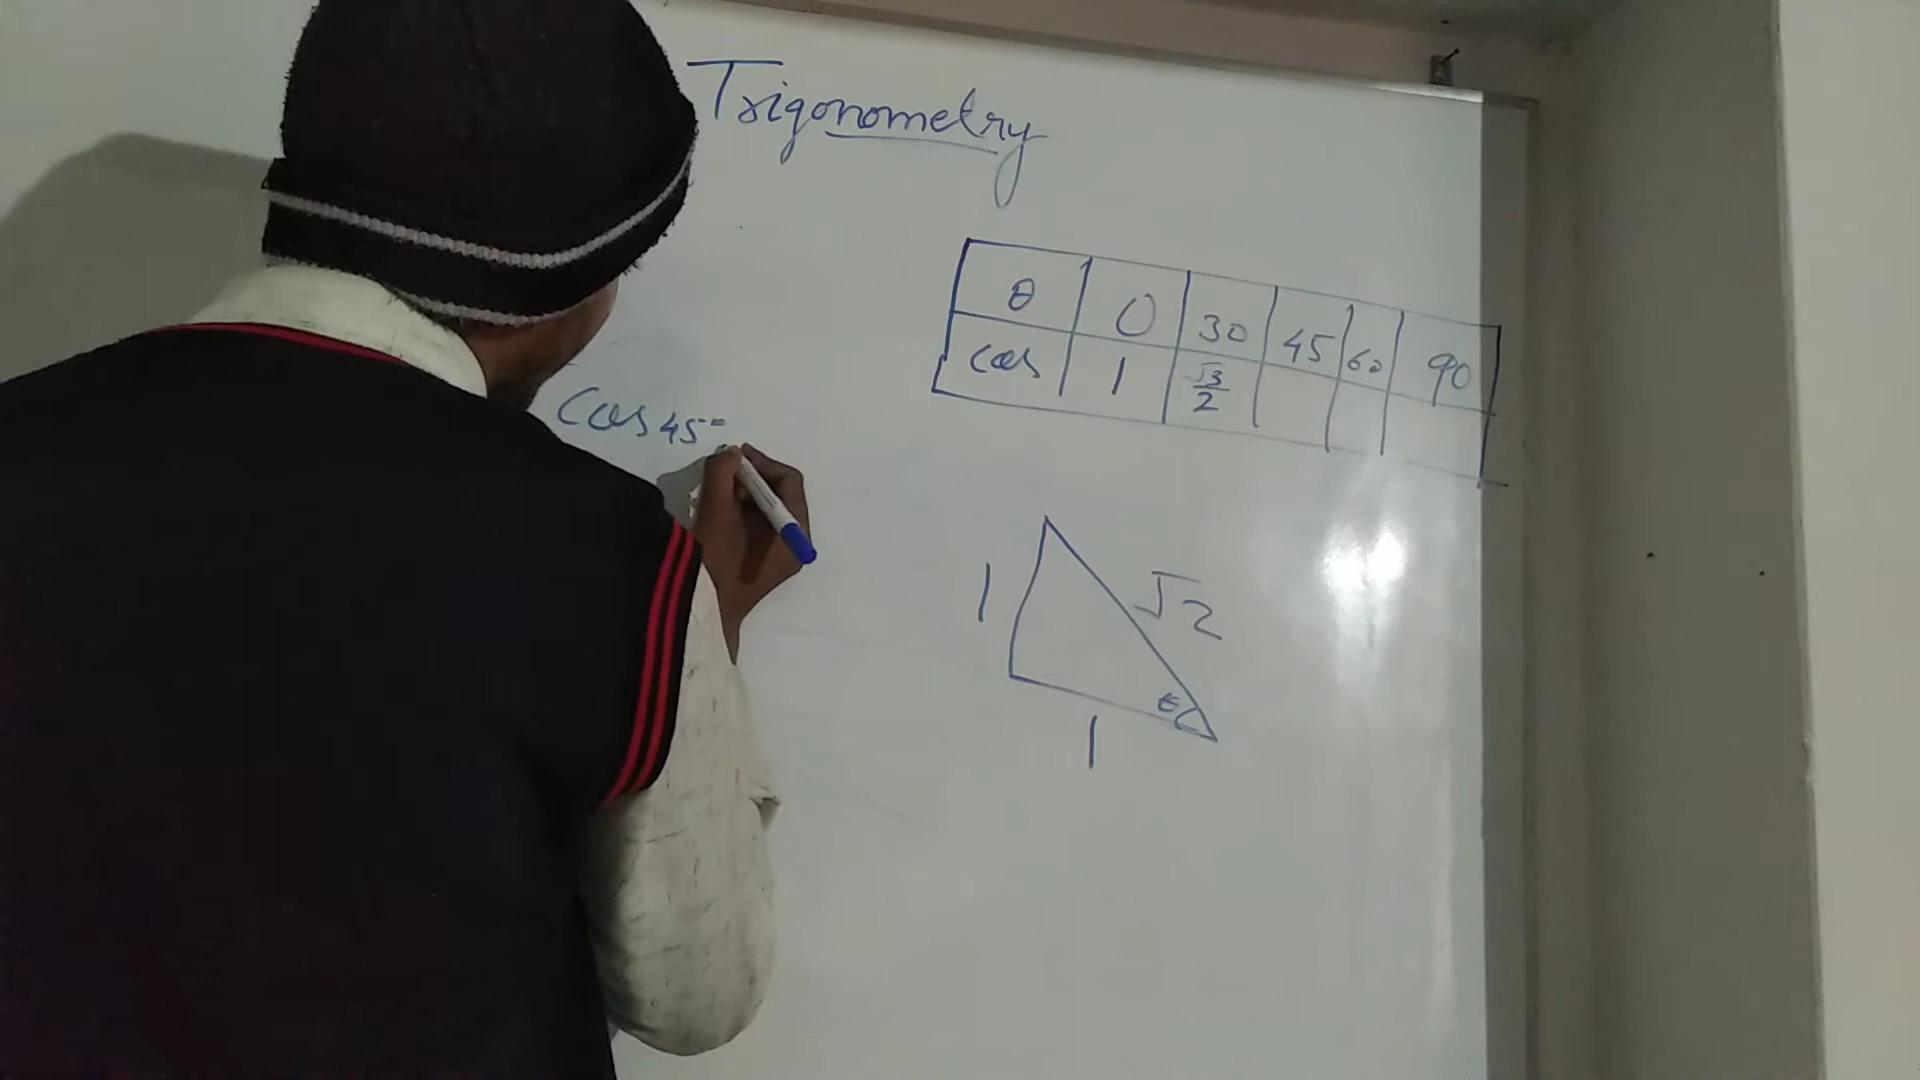 Trigonometry
θ 0 30 45 60 90
cos 1 √3/2
Cos 45°
1 √2
θ
1